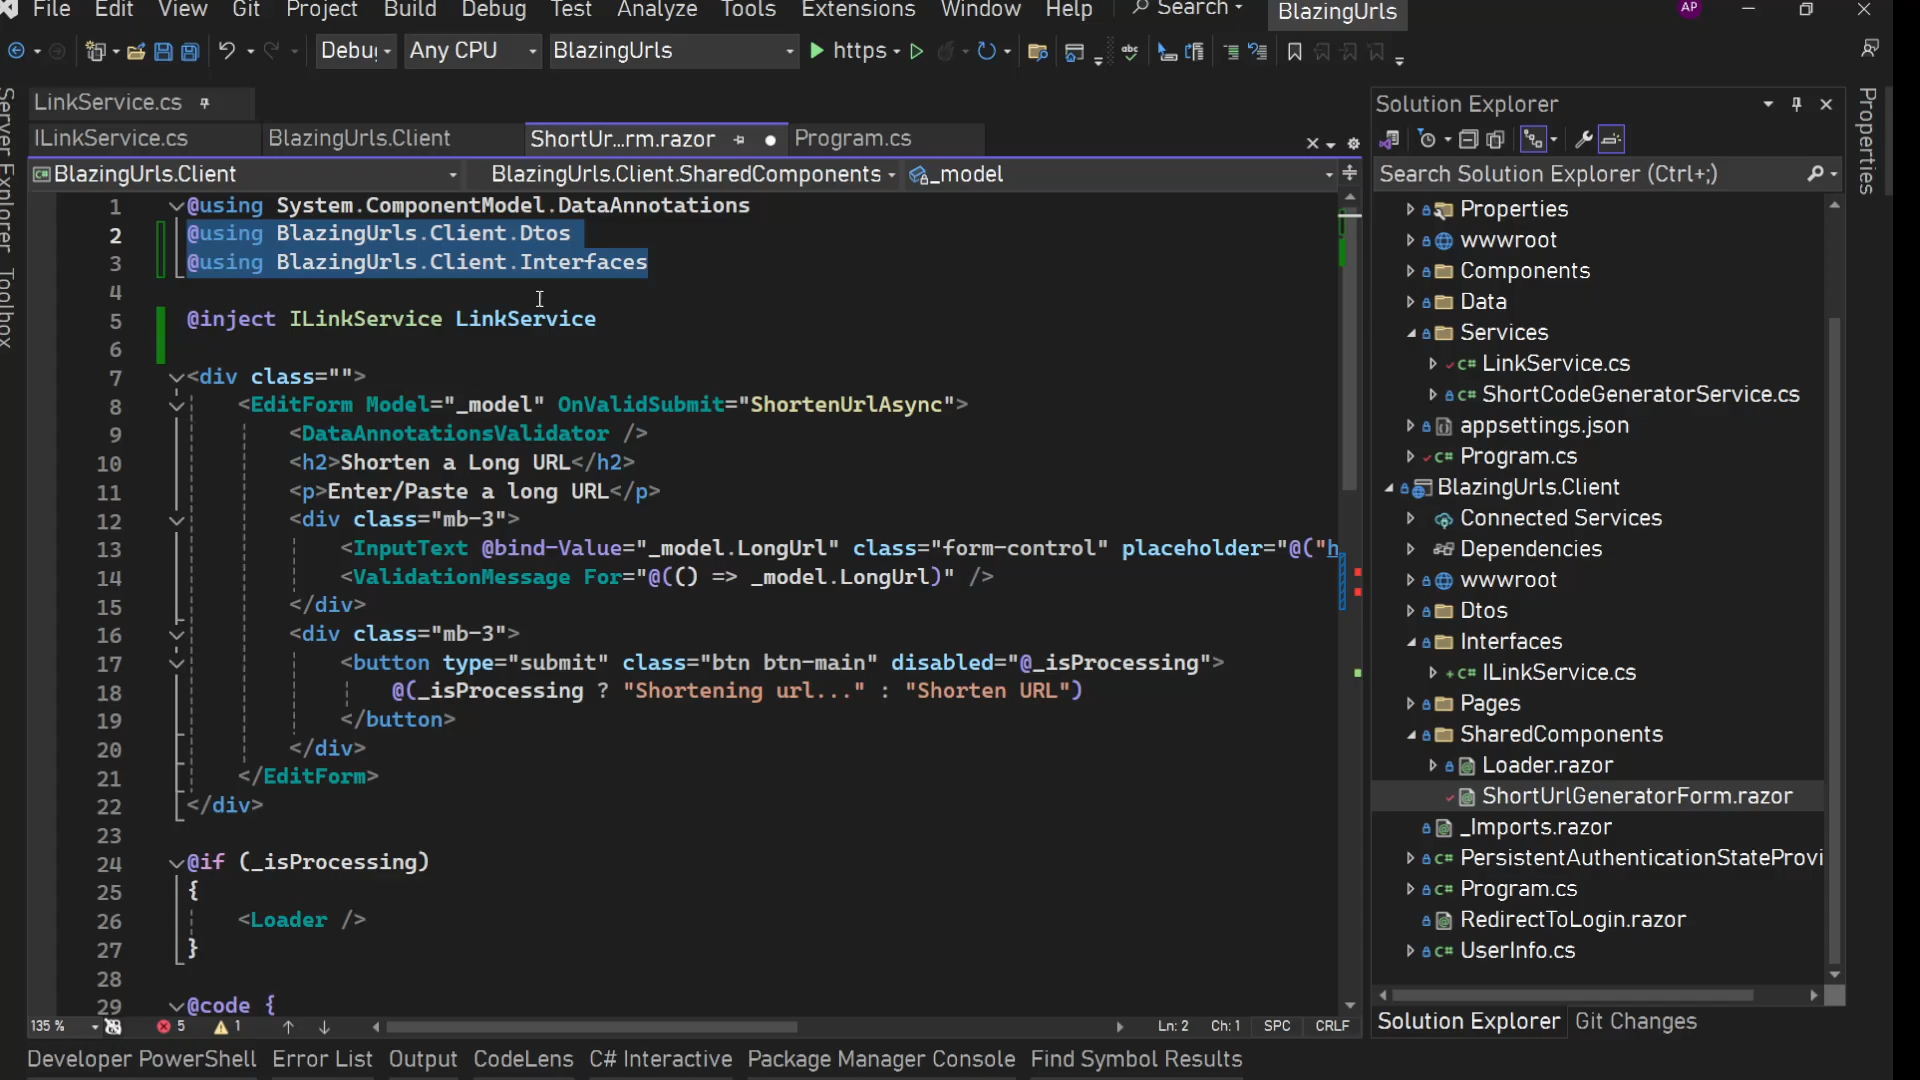 File Edit View Git Project Build Debug Test Analyze Tools Extensions Window Help Search BlazingUrls AP
Debug Any CPU BlazingUrls https
LinkService.cs
ILinkService.cs BlazingUrls.Client ShortUr...rm.razor Program.cs
BlazingUrls.Client BlazingUrls.Client.SharedComponents _model
1 @using System.ComponentModel.DataAnnotations
2 @using BlazingUrls.Client.Dtos
3 @using BlazingUrls.Client.Interfaces
4
5 @inject ILinkService LinkService
6
7 <div class="">
8 <EditForm Model="_model" OnValidSubmit="ShortenUrlAsync">
9 <DataAnnotationsValidator />
10 <h2>Shorten a Long URL</h2>
11 <p>Enter/Paste a long URL</p>
12 <div class="mb-3">
13 <InputText @bind-Value="_model.LongUrl" class="form-control" placeholder="@("h
14 <ValidationMessage For="@(() => _model.LongUrl)" />
15 </div>
16 <div class="mb-3">
17 <button type="submit" class="btn btn-main" disabled="@_isProcessing">
18 @(_isProcessing ? "Shortening url..." : "Shorten URL")
19 </button>
20 </div>
21 </EditForm>
22 </div>
23
24 @if (_isProcessing)
25 {
26 <Loader />
27 }
28
29 @code {
135 % 5 1 Ln: 2 Ch: 1 SPC CRLF
Developer PowerShell Error List Output CodeLens C# Interactive Package Manager Console Find Symbol Results
Server Explorer
Toolbox
Solution Explorer
Search Solution Explorer (Ctrl+;)
Properties
wwwroot
Components
Data
Services
C# LinkService.cs
C# ShortCodeGeneratorService.cs
appsettings.json
C# Program.cs
BlazingUrls.Client
Connected Services
Dependencies
wwwroot
Dtos
Interfaces
C# ILinkService.cs
Pages
SharedComponents
Loader.razor
ShortUrlGeneratorForm.razor
_Imports.razor
C# PersistentAuthenticationStateProvi
C# Program.cs
RedirectToLogin.razor
C# UserInfo.cs
Solution Explorer Git Changes
Properties